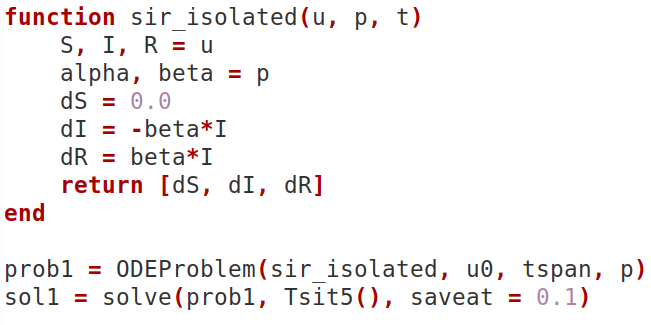 function sir_isolated(u, p, t)
    S, I, R = u
    alpha, beta = p
    dS = 0.0
    dI = -beta*I
    dR = beta*I
    return [dS, dI, dR]
end

prob1 = ODEProblem(sir_isolated, u0, tspan, p)
sol1 = solve(prob1, Tsit5(), saveat = 0.1)